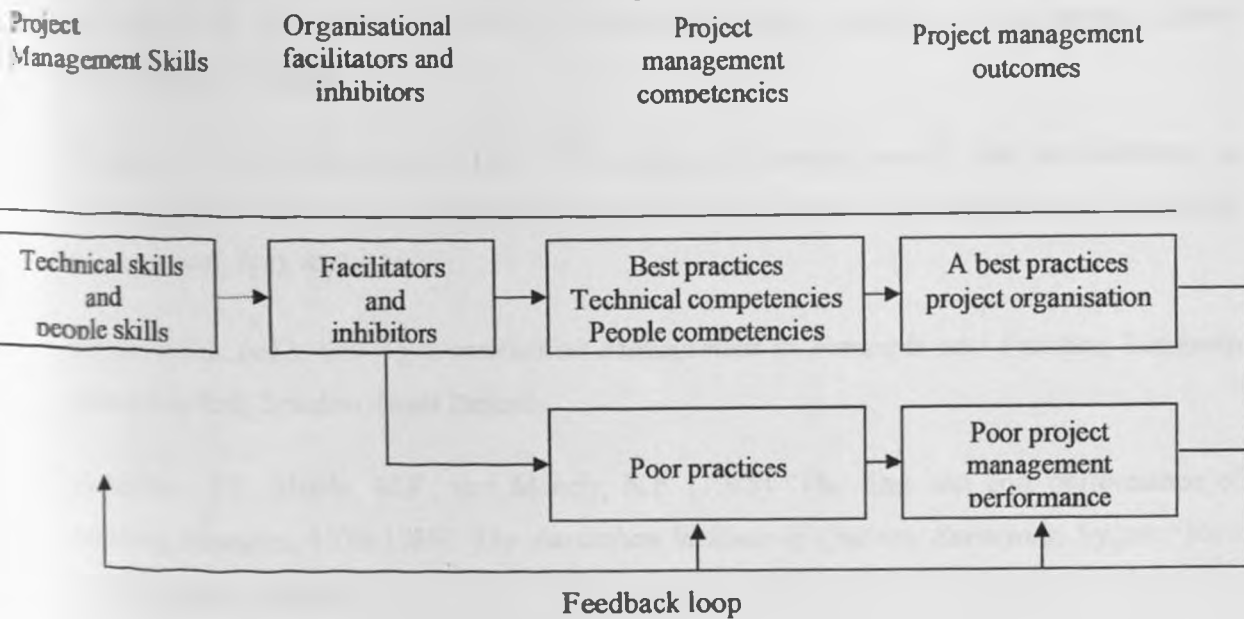 Project
Management Skills
Organisational
facilitators and
inhibitors
Project
management
competencies
Project management
outcomes
Technical skills
and
people skills
Facilitators
and
inhibitors
Best practices
Technical competencies
People competencies
A best practices
project organisation
Poor practices
Poor project
management
performance
Feedback loop